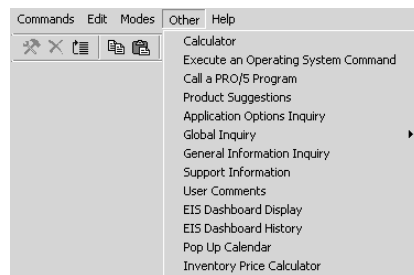 Commands Edit Modes Other Help
Calculator
Execute an Operating System Command
Call a PRO/5 Program
Product Suggestions
Application Options Inquiry
Global Inquiry
General Information Inquiry
Support Information
User Comments
EIS Dashboard Display
EIS Dashboard History
Pop Up Calendar
Inventory Price Calculator